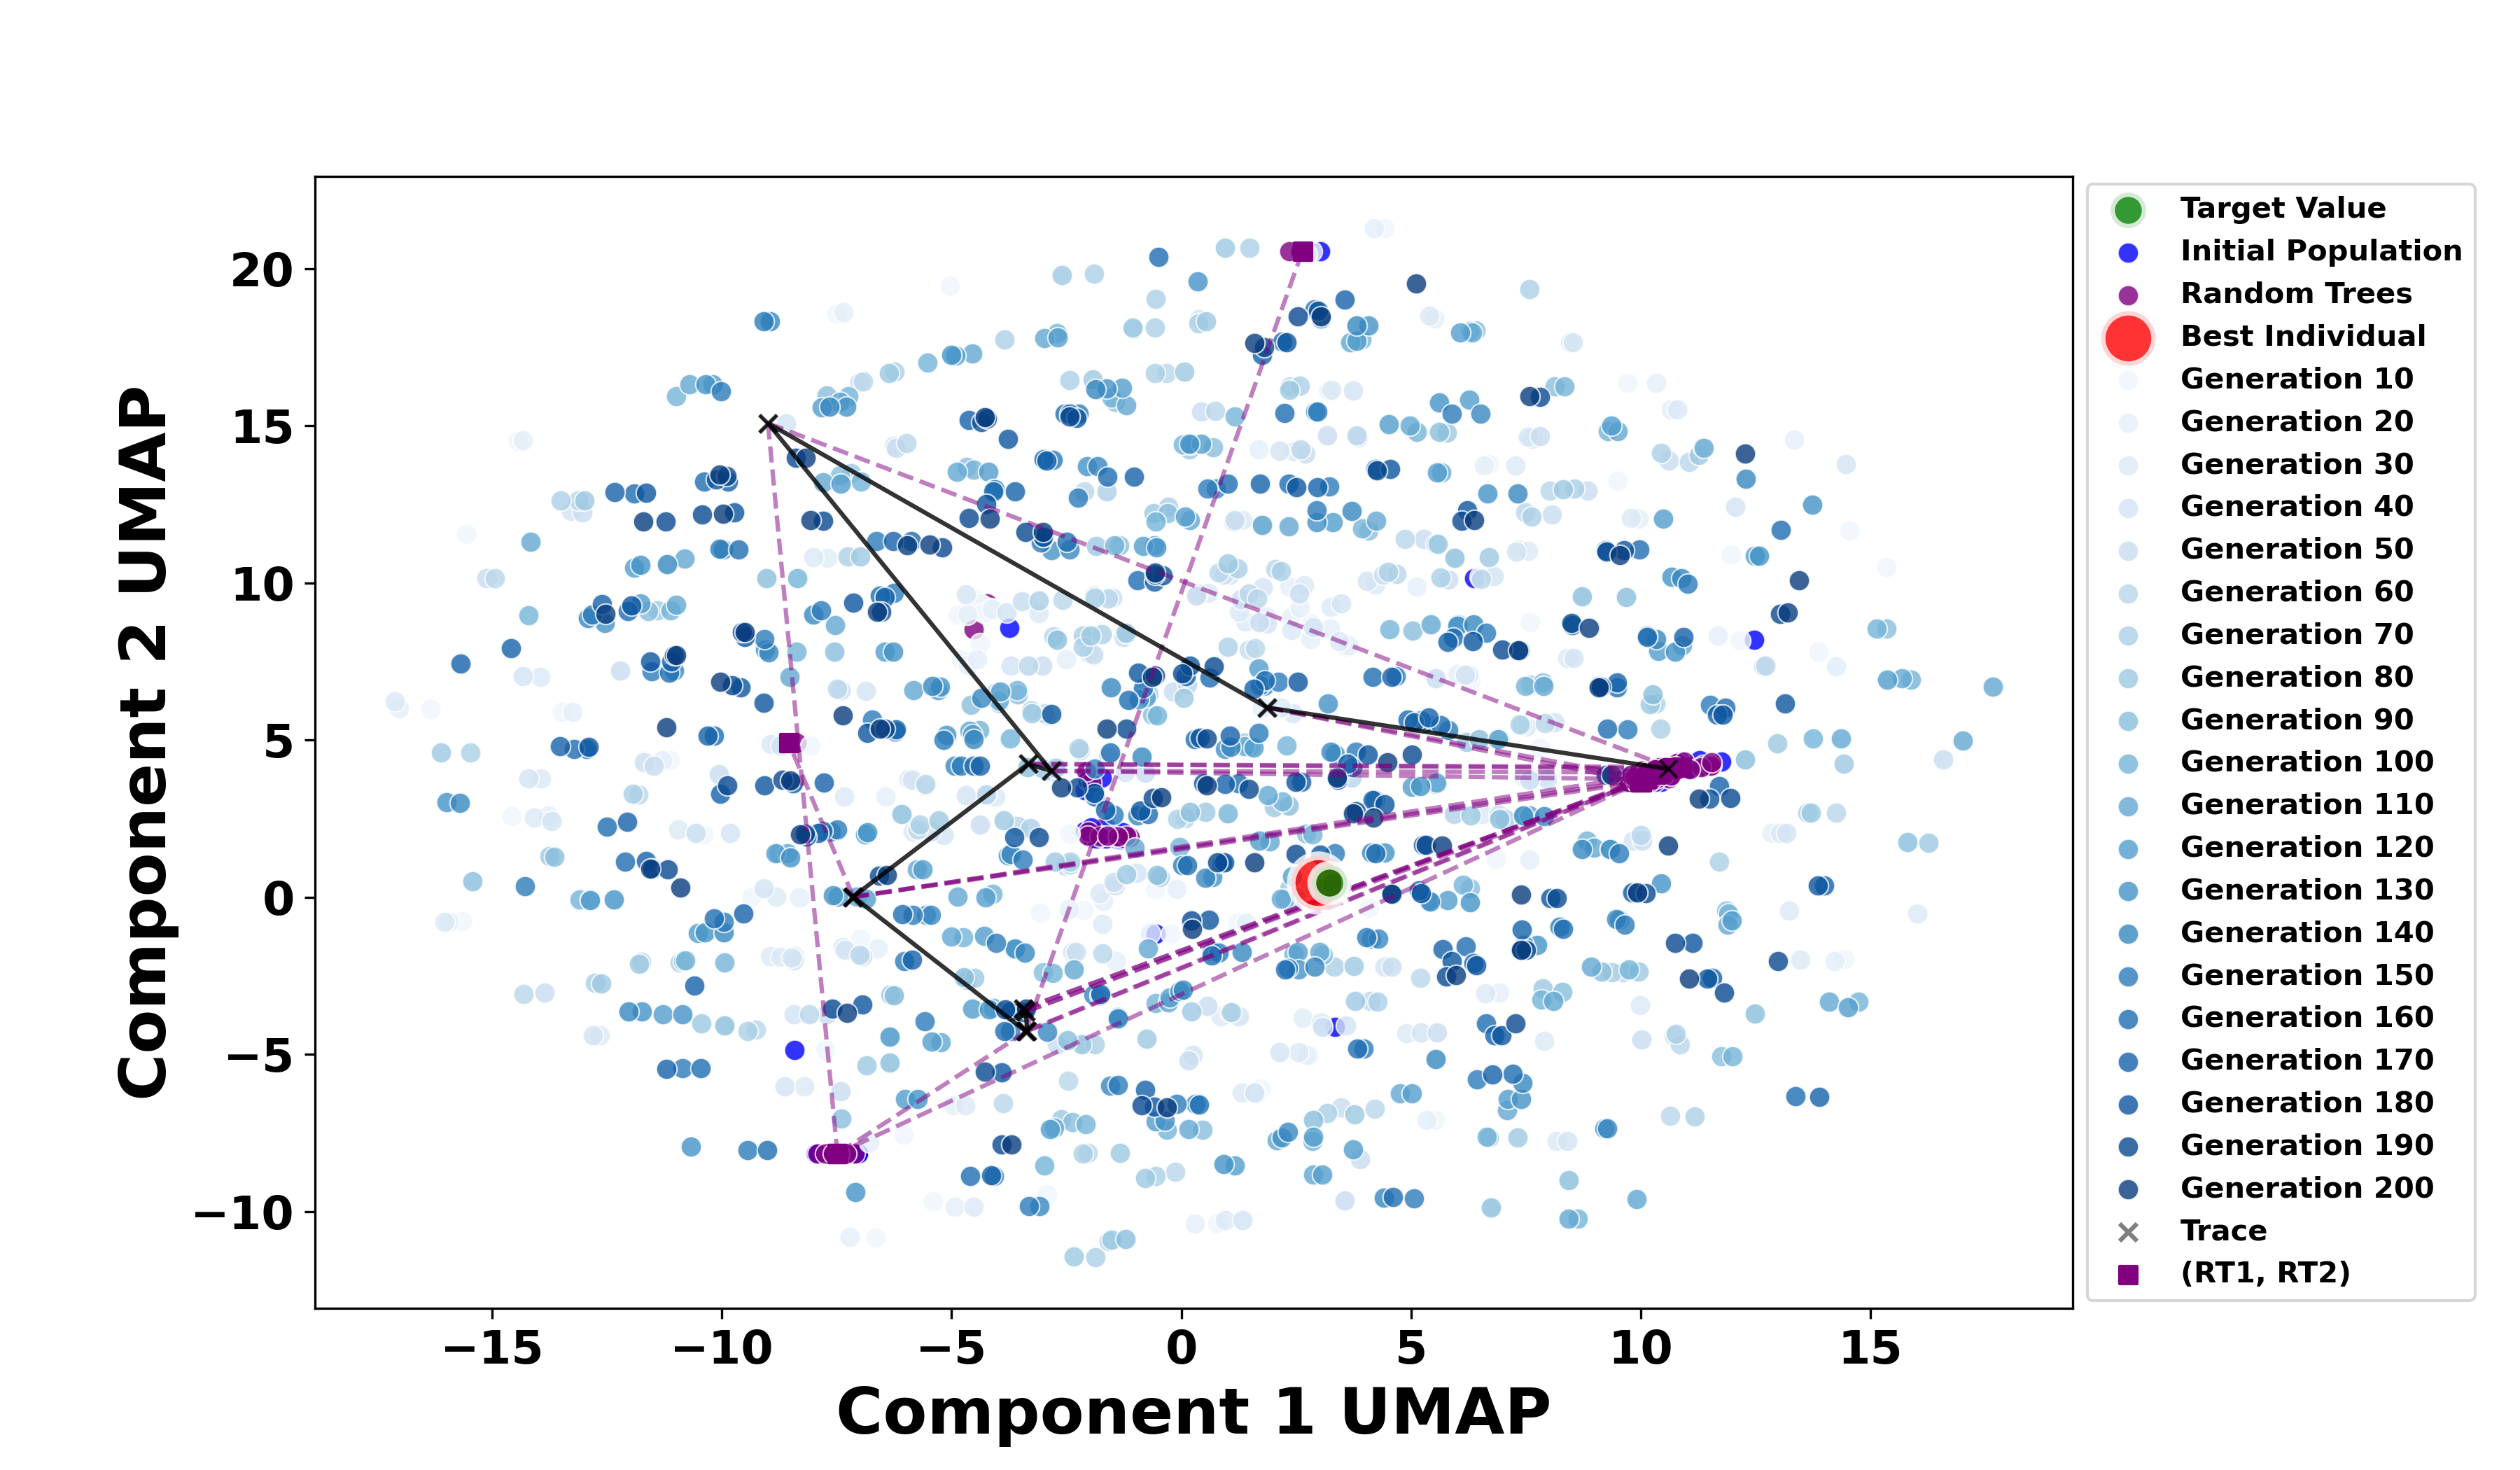 Component 2 UMAP
20
15
10
5
0
−5
−10
−15
−10
−5
0
5
10
15
Component 1 UMAP
Target Value
Initial Population
Random Trees
Best Individual
Generation 10
Generation 20
Generation 30
Generation 40
Generation 50
Generation 60
Generation 70
Generation 80
Generation 90
Generation 100
Generation 110
Generation 120
Generation 130
Generation 140
Generation 150
Generation 160
Generation 170
Generation 180
Generation 190
Generation 200
Trace
(RT1, RT2)